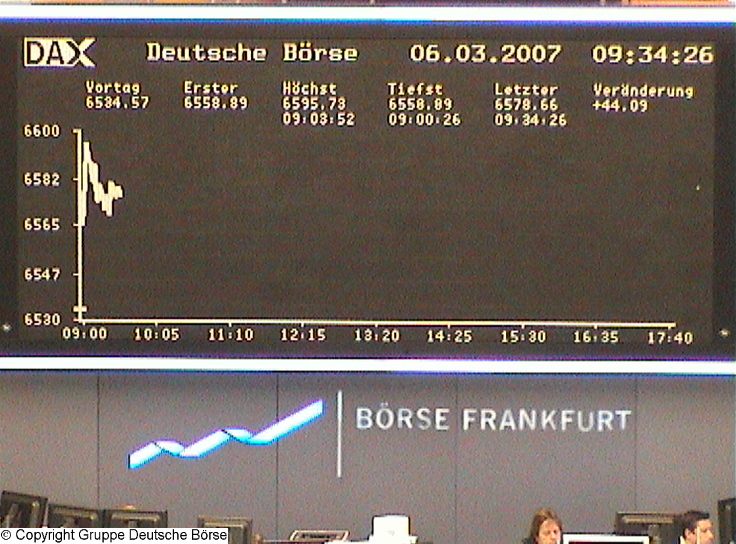 DAX Deutsche Börse 06.03.2007 09:34:26
Vortag Erster Höchst Tiefst Letzter Veränderung
6534.57 6558.89 6595.73 6558.89 6578.66 +44.09
09:03:52 09:00:26 09:34:26
6600
6582
6565
6547
6530
09:00 10:05 11:10 12:15 13:20 14:25 15:30 16:35 17:40
BÖRSE FRANKFURT
© Copyright Gruppe Deutsche Börse